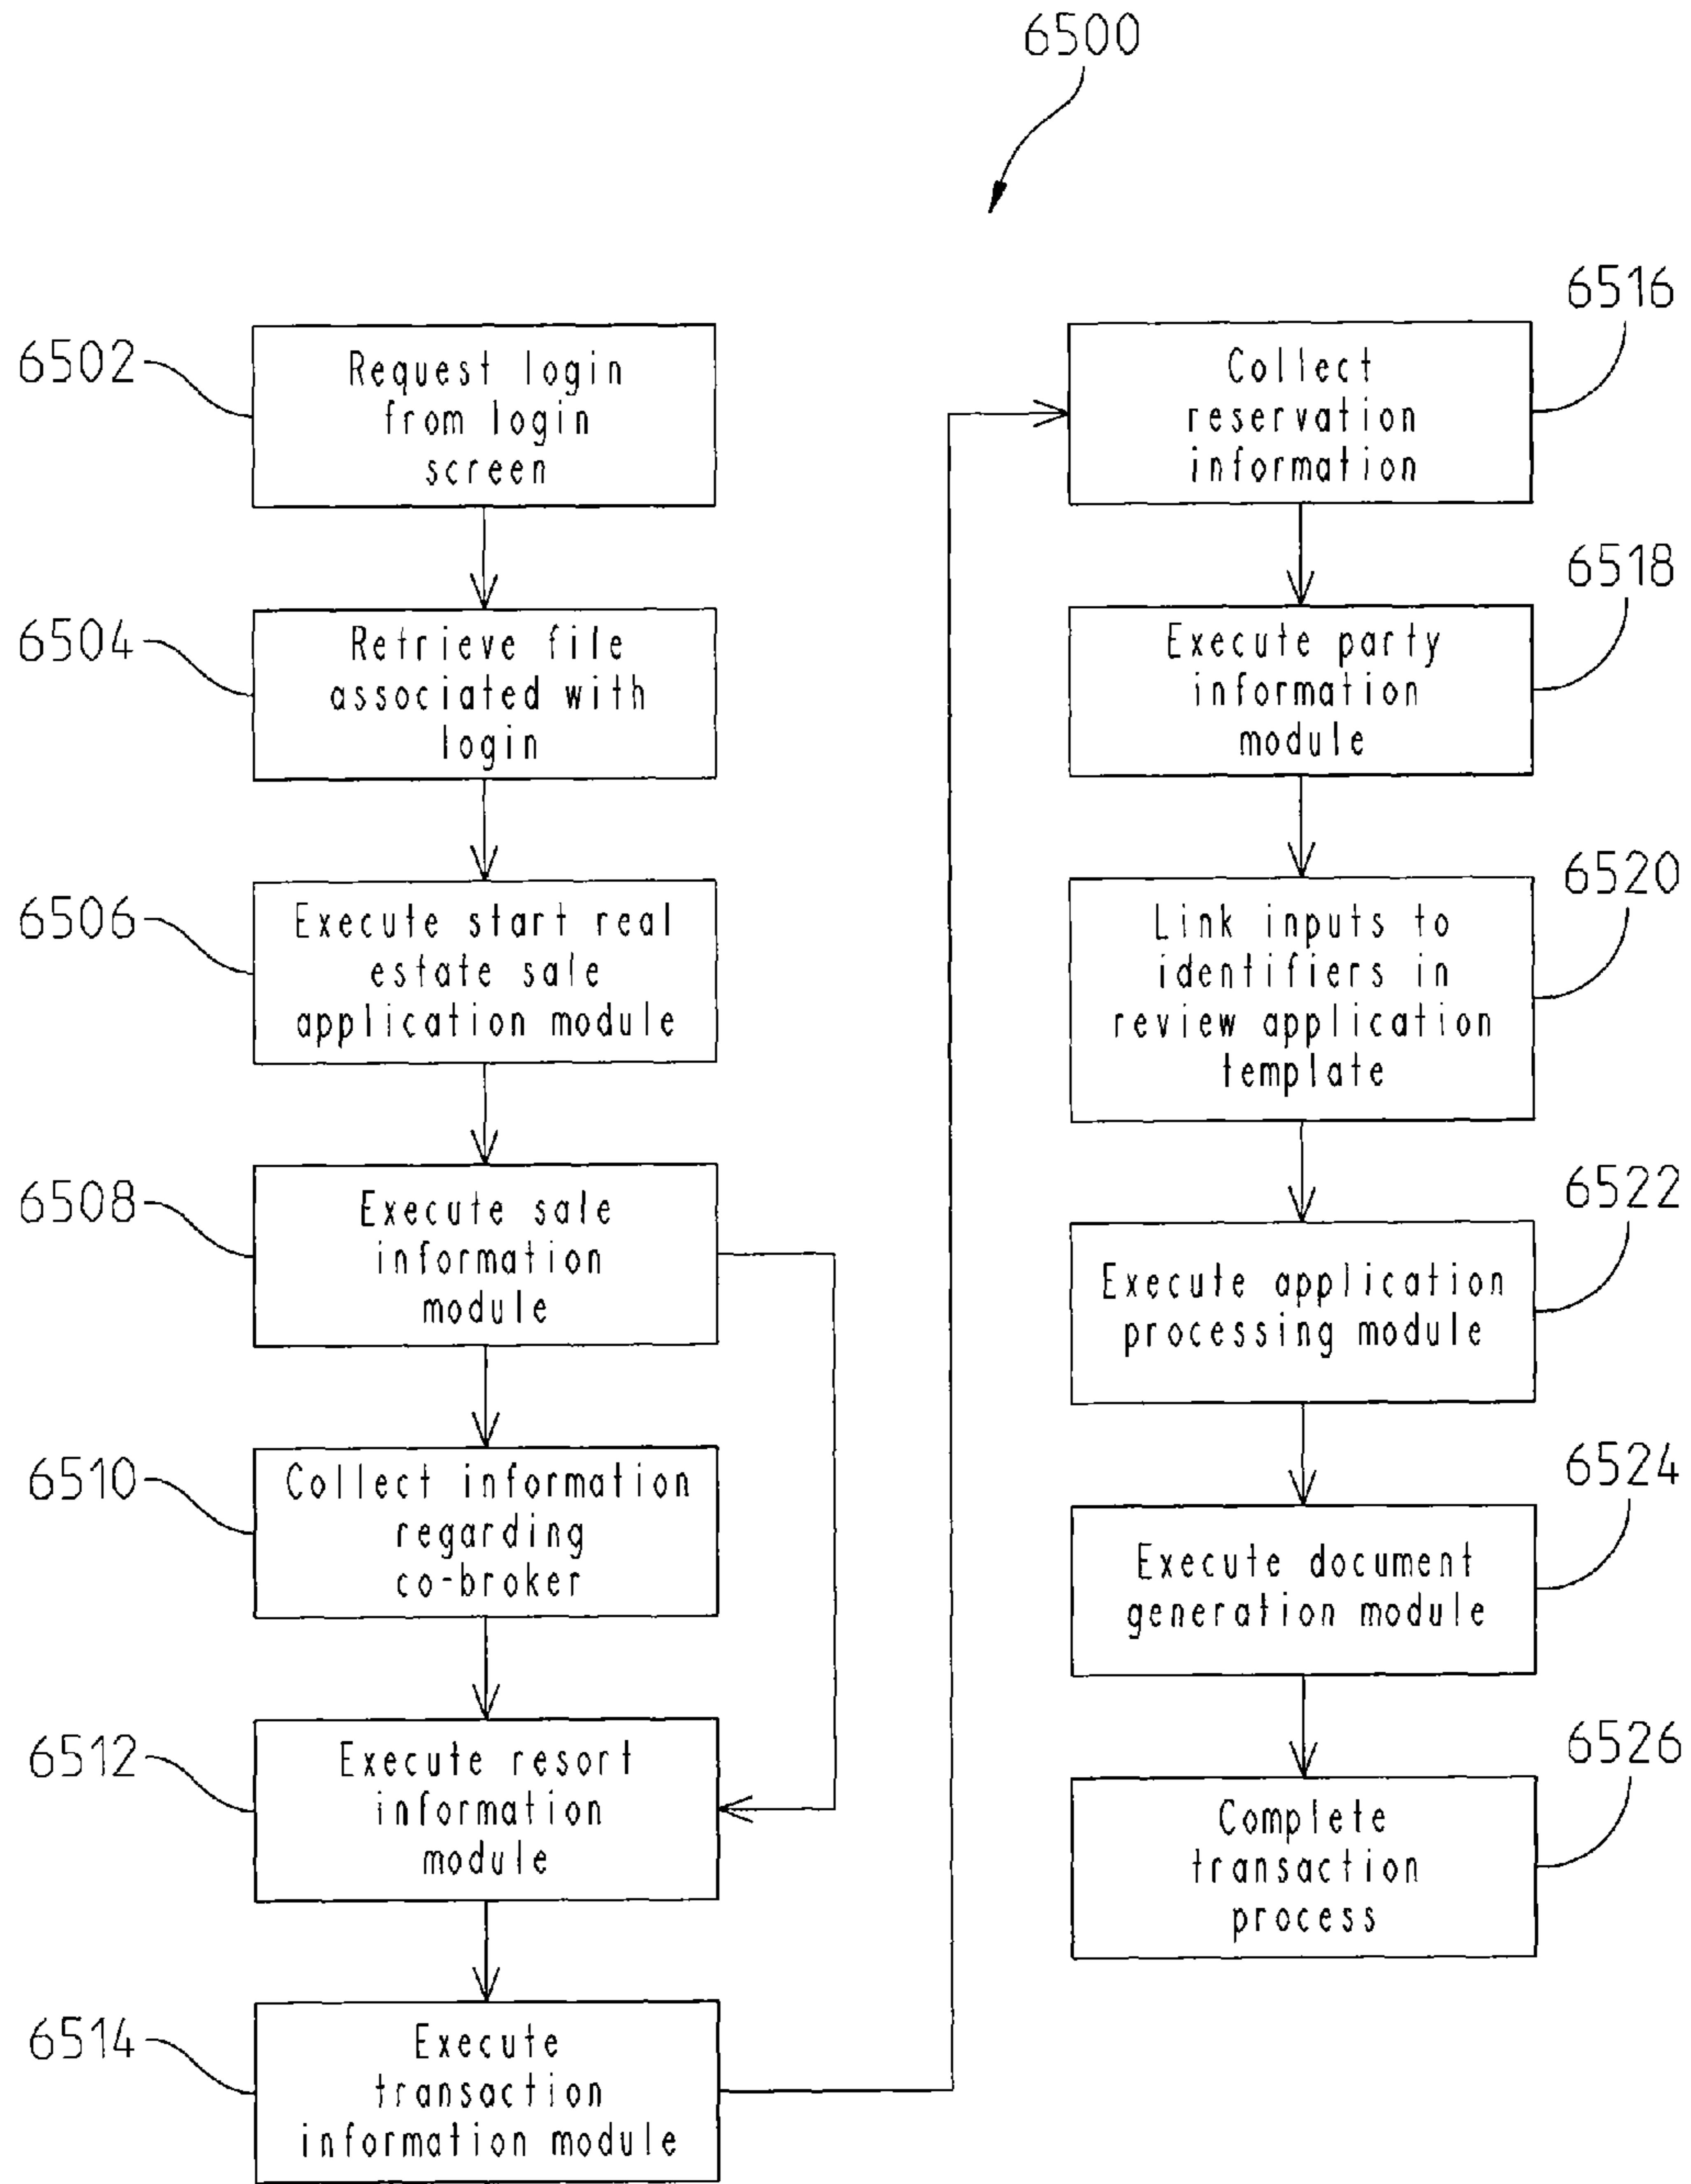 6500
6502
Request login
from login
screen
6504
Retrieve file
associated with
login
6506
Execute start real
estate sale
application module
6508
Execute sale
information
module
6510
Collect information
regarding
co-broker
6512
Execute resort
information
module
6514
Execute
transaction
information module
6516
Collect
reservation
information
6518
Execute party
information
module
6520
Link inputs to
identifiers in
review application
template
6522
Execute application
processing module
6524
Execute document
generation module
6526
Complete
transaction
process